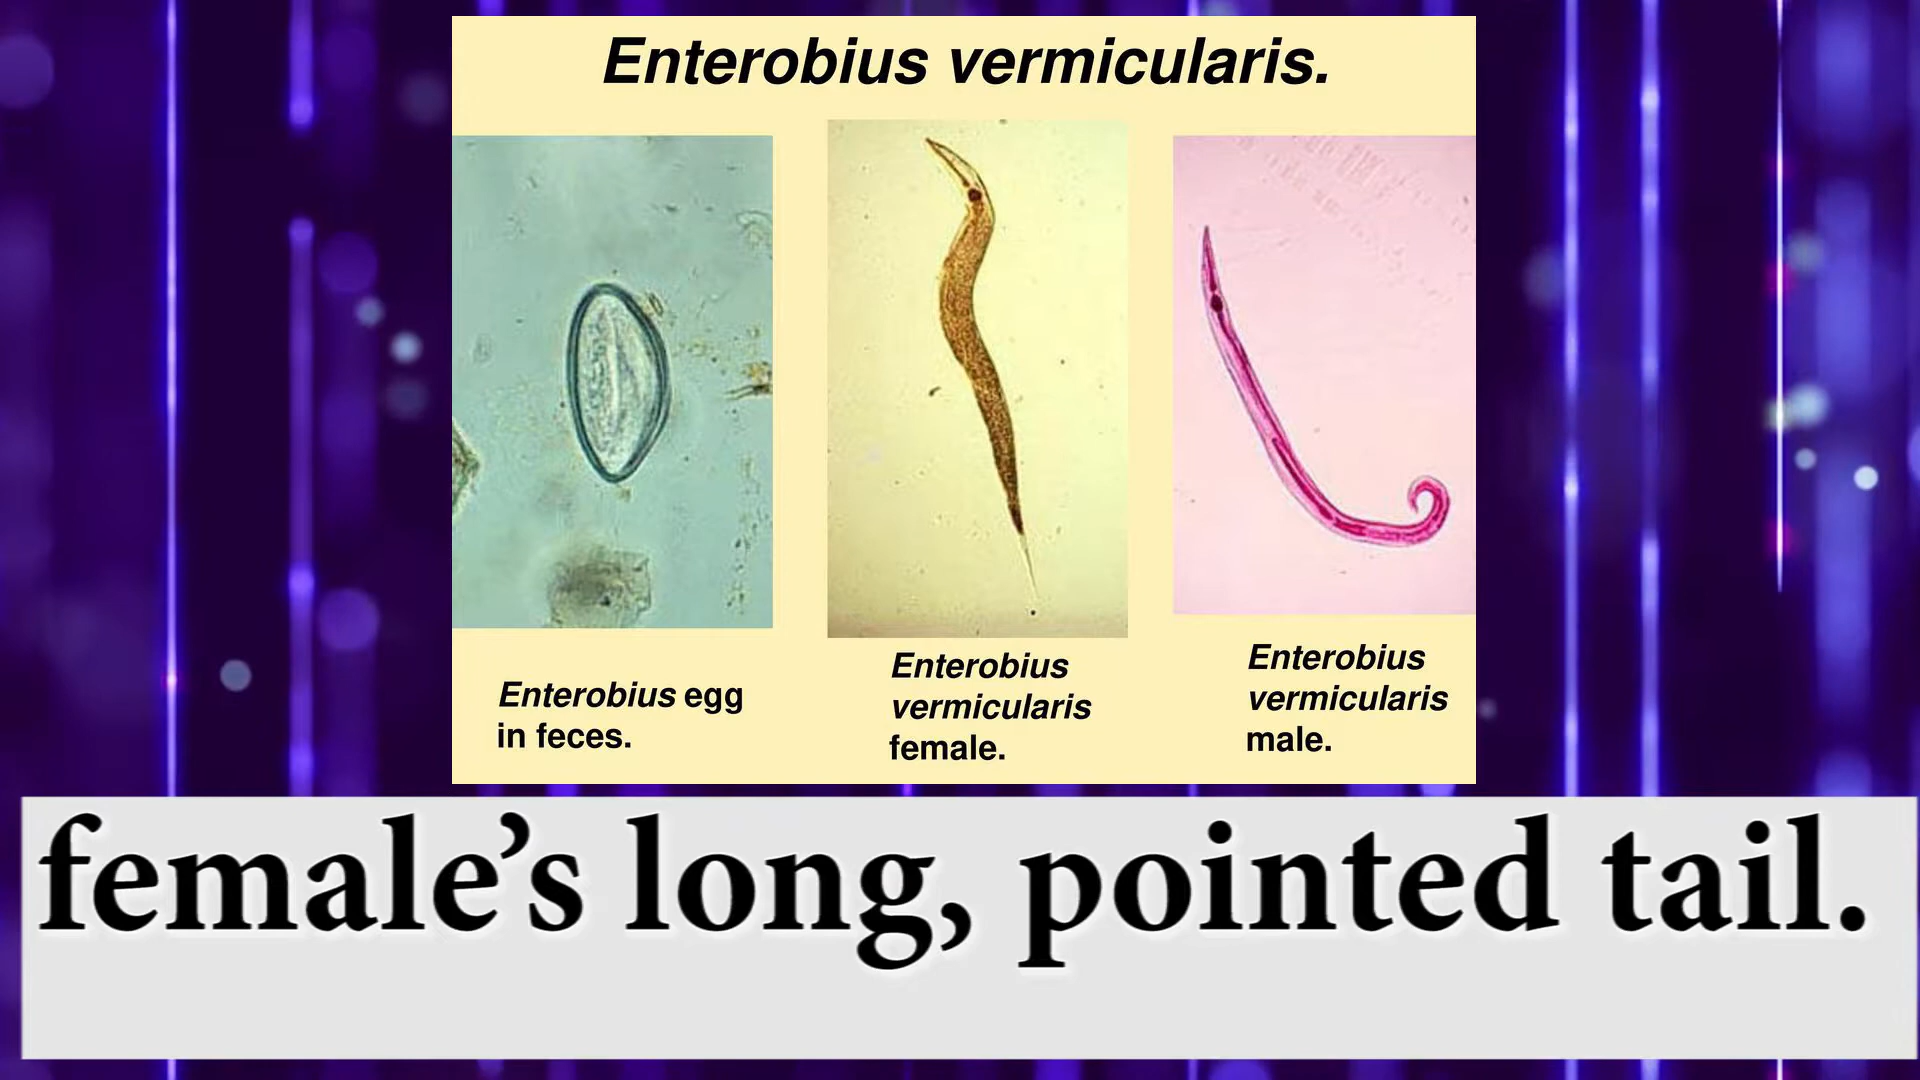 Enterobius vermicularis.
Enterobius egg
in feces.
Enterobius
vermicularis
female.
Enterobius
vermicularis
male.
female’s long, pointed tail.